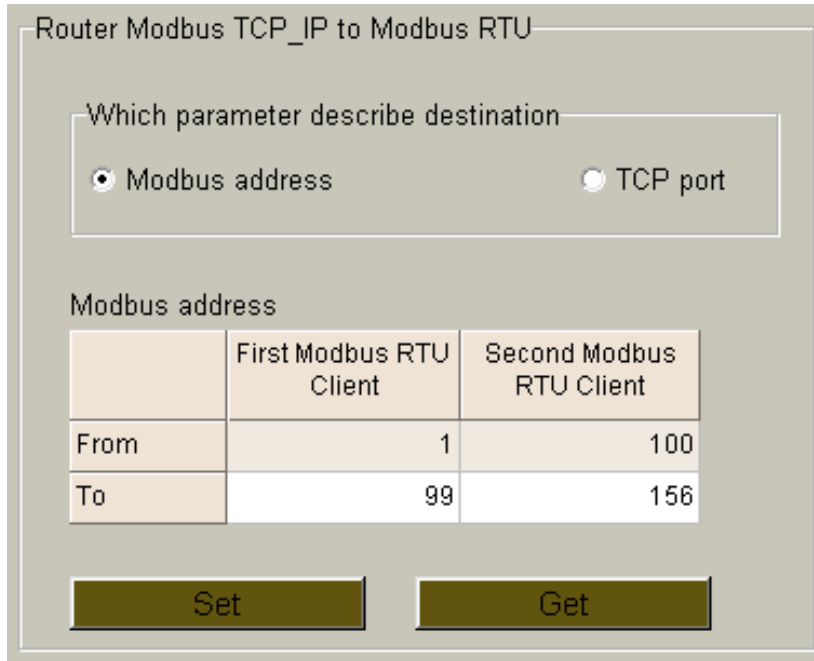 Router Modbus TCP_IP to Modbus RTU
Which parameter describe destination
Modbus address
TCP port
Modbus address
First Modbus RTU
Client
Second Modbus
RTU Client
From
1
100
To
99
156
Set
Get